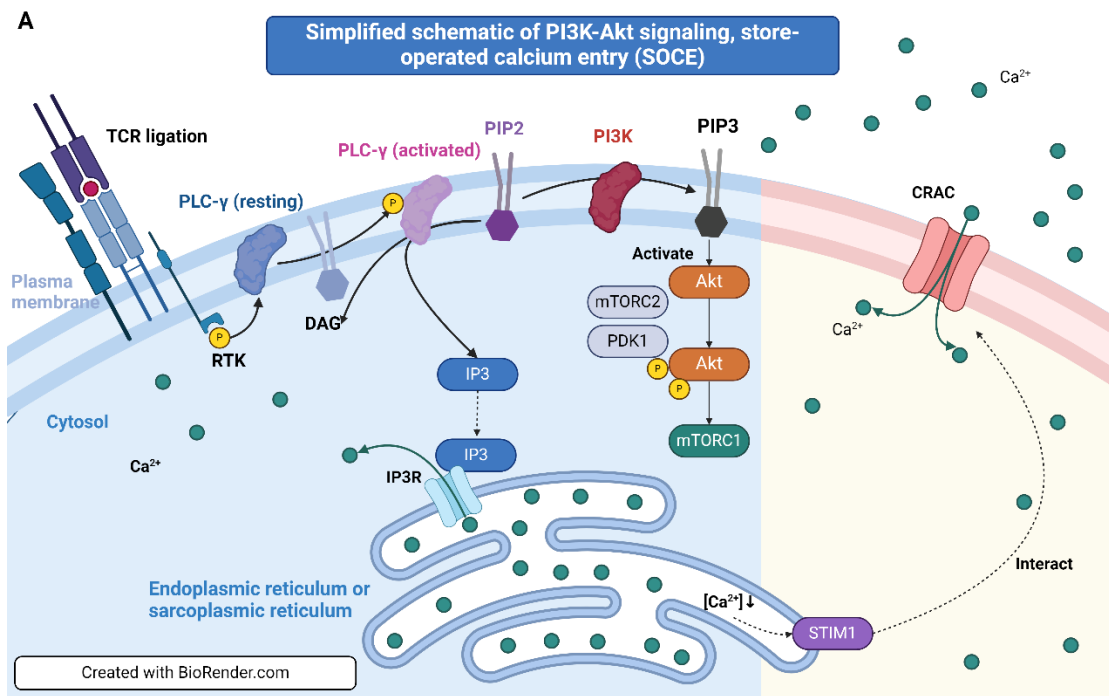 A
Simplified schematic of PI3K-Akt signaling, store-
operated calcium entry (SOCE)
Ca²⁺
TCR ligation
PIP2
PI3K
PIP3
PLC-γ (activated)
CRAC
PLC-γ (resting)
P
Plasma
membrane
Activate
Akt
mTORC2
DAG
Ca²⁺
P
RTK
PDK1
Akt
P
P
IP3
Cytosol
mTORC1
IP3
Ca²⁺
IP3R
Interact
Endoplasmic reticulum or
sarcoplasmic reticulum
[Ca²⁺]↓
STIM1
Created with BioRender.com